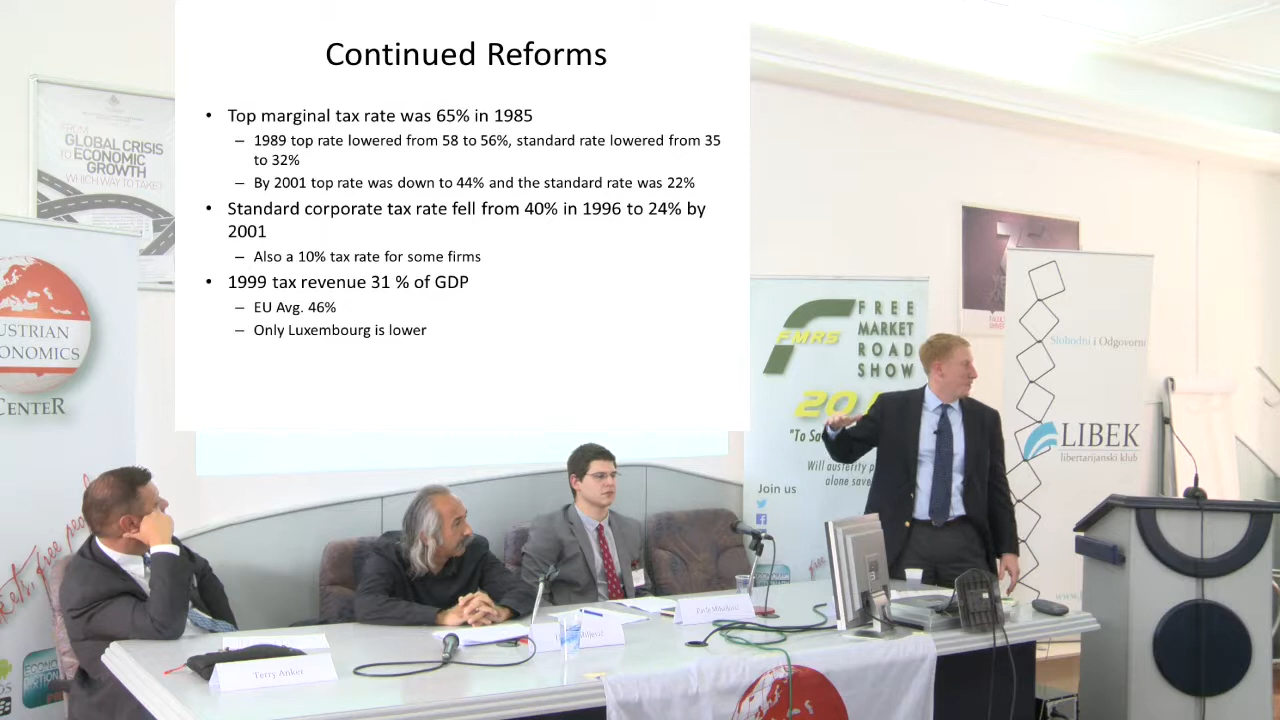 Continued Reforms
• Top marginal tax rate was 65% in 1985
– 1989 top rate lowered from 58 to 56%, standard rate lowered from 35
to 32%
– By 2001 top rate was down to 44% and the standard rate was 22%
• Standard corporate tax rate fell from 40% in 1996 to 24% by
2001
– Also a 10% tax rate for some firms
• 1999 tax revenue 31 % of GDP
– EU Avg. 46%
– Only Luxembourg is lower
GLOBAL CRISIS
TO ECONOMIC
GROWTH
WHICH WAY TO TAKE?
USTRIAN
ONOMICS
CENTER
FMRS
FREE
MARKET
ROAD
SHOW
20
"To Sa
Will austerity p
alone save
Join us
Slobodni i Odgovorni
LIBEK
libertarijanski klub
Terry Anker